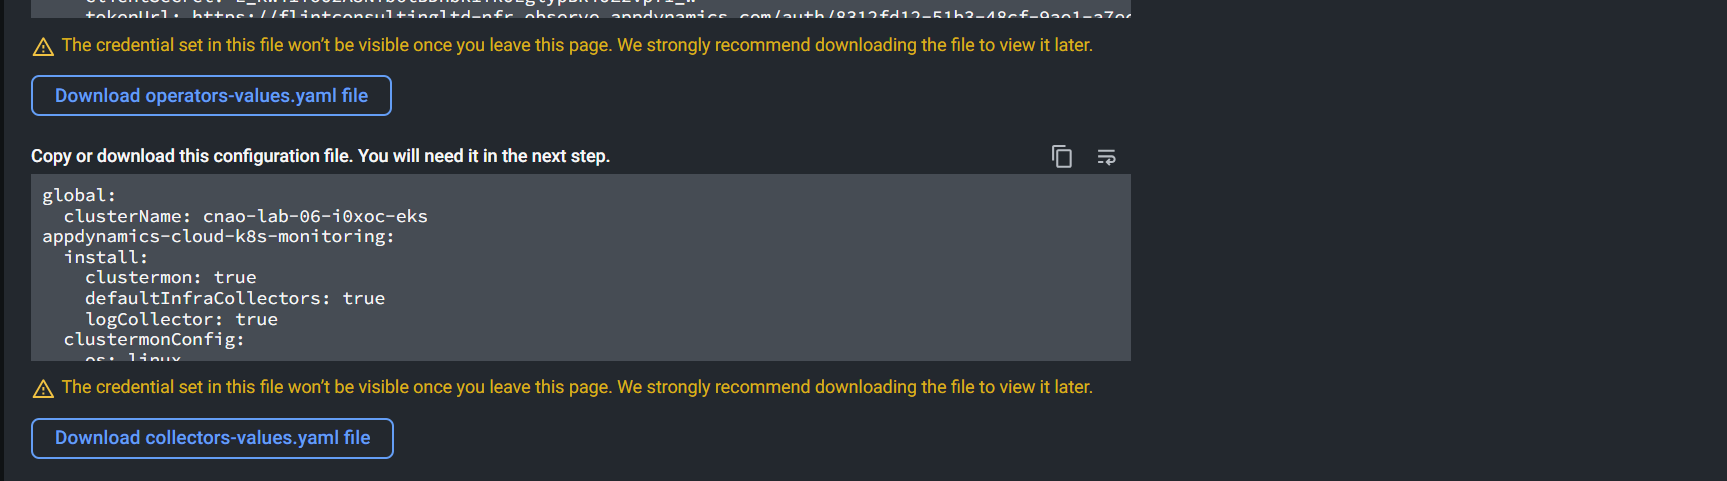 tokenUrl: https://flintconsultingltd-nfr.observe.appdynamics.com/auth/8312fd12-51b3-48cf-9ae1-a7ec
The credential set in this file won’t be visible once you leave this page. We strongly recommend downloading the file to view it later.
Download operators-values.yaml file
Copy or download this configuration file. You will need it in the next step.
global:
  clusterName: cnao-lab-06-i0xoc-eks
appdynamics-cloud-k8s-monitoring:
  install:
    clustermon: true
    defaultInfraCollectors: true
    logCollector: true
  clustermonConfig:
    os: linux
The credential set in this file won’t be visible once you leave this page. We strongly recommend downloading the file to view it later.
Download collectors-values.yaml file